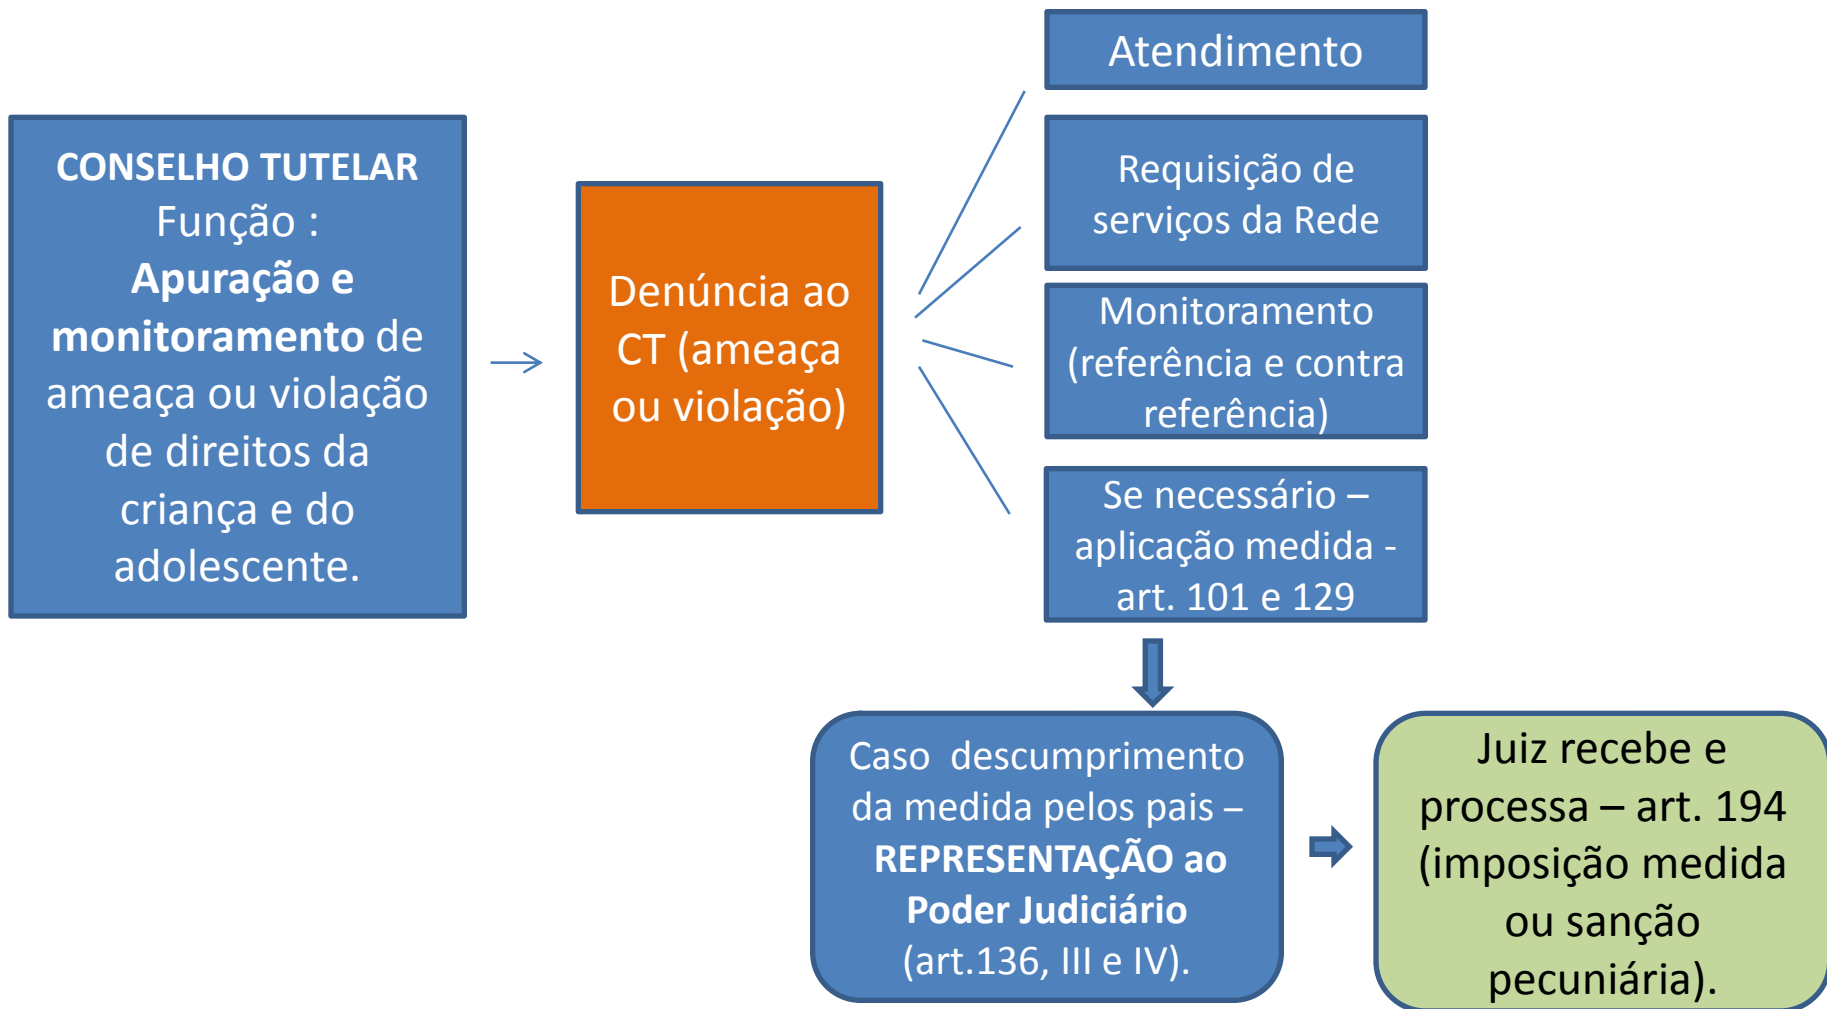 CONSELHO TUTELAR
Função :
Apuração e
monitoramento de
ameaça ou violação
de direitos da
criança e do
adolescente.
Denúncia ao
CT (ameaça
ou violação)
Atendimento
Requisição de
serviços da Rede
Monitoramento
(referência e contra
referência)
Se necessário –
aplicação medida -
art. 101 e 129
Caso  descumprimento
da medida pelos pais –
REPRESENTAÇÃO ao
Poder Judiciário
(art.136, III e IV).
Juiz recebe e
processa – art. 194
(imposição medida
ou sanção
pecuniária).